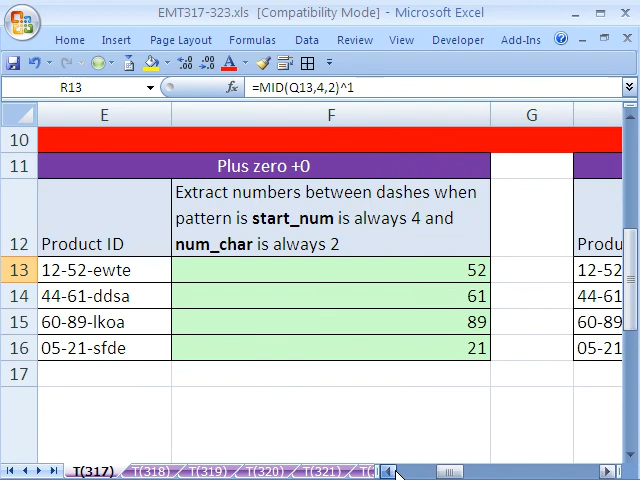 EMT317-323.xls [Compatibility Mode] - Microsoft Excel
Home Insert Page Layout Formulas Data Review View Developer Add-Ins
R13 fx =MID(Q13,4,2)^1
E F G
10
11 Plus zero +0
Extract numbers between dashes when
pattern is start_num is always 4 and
12 Product ID num_char is always 2 Produ
13 12-52-ewte 52 12-52
14 44-61-ddsa 61 44-61
15 60-89-lkoa 89 60-89
16 05-21-sfde 21 05-21
17
T(317) T(318) T(319) T(320) T(321) T(